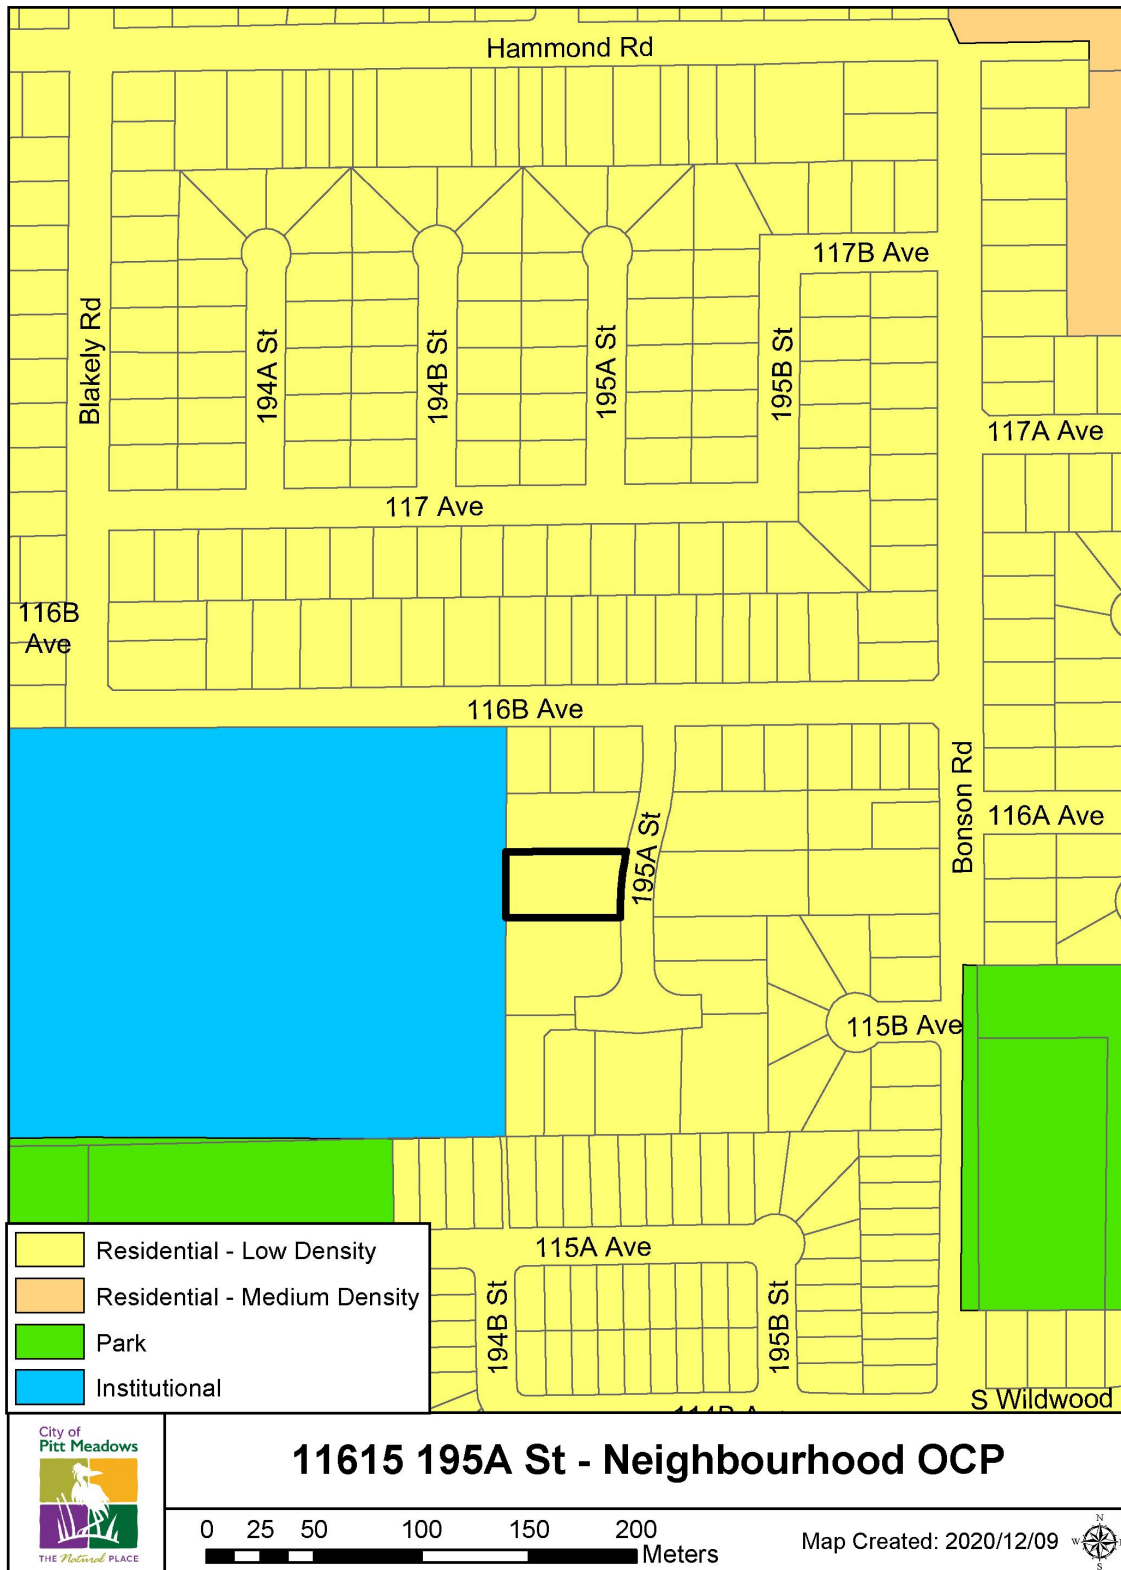 Hammond Rd
117B Ave
Blakely Rd
194A St
194B St
195A St
195B St
117A Ave
117 Ave
116B
Ave
116B Ave
Bonson Rd
116A Ave
195A St
115B Ave
115A Ave
194B St
195B St
S Wildwood
Residential - Low Density
Residential - Medium Density
Park
Institutional
City of
Pitt Meadows
THE Natural PLACE
11615 195A St - Neighbourhood OCP
0 25 50 100 150 200
Meters
Map Created: 2020/12/09
N
W
S